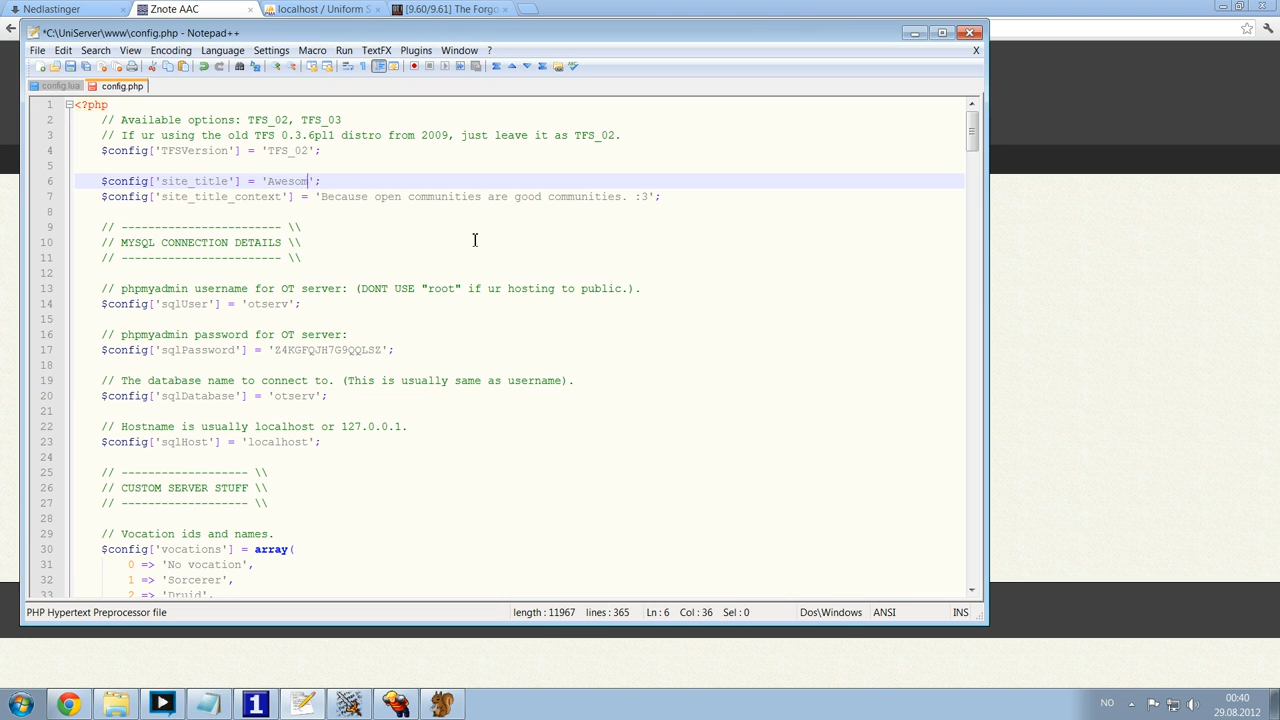 Nedlastinger
Znote AAC
localhost / Uniform S
[9.60/9.61] The Forgo
*C:\UniServer\www\config.php - Notepad++
File Edit Search View Encoding Language Settings Macro Run TextFX Plugins Window ? X
config.lua config.php
1 <?php
2 // Available options: TFS_02, TFS_03
3 // If ur using the old TFS 0.3.6pl1 distro from 2009, just leave it as TFS_02.
4 $config['TFSVersion'] = 'TFS_02';
5
6 $config['site_title'] = 'Awesom';
7 $config['site_title_context'] = 'Because open communities are good communities. :3';
8
9 // ------------------------ \\
10 // MYSQL CONNECTION DETAILS \\
11 // ------------------------ \\
12
13 // phpmyadmin username for OT server: (DONT USE "root" if ur hosting to public.).
14 $config['sqlUser'] = 'otserv';
15
16 // phpmyadmin password for OT server:
17 $config['sqlPassword'] = 'Z4KGFQJH7G9QQLSZ';
18
19 // The database name to connect to. (This is usually same as username).
20 $config['sqlDatabase'] = 'otserv';
21
22 // Hostname is usually localhost or 127.0.0.1.
23 $config['sqlHost'] = 'localhost';
24
25 // ------------------- \\
26 // CUSTOM SERVER STUFF \\
27 // ------------------- \\
28
29 // Vocation ids and names.
30 $config['vocations'] = array(
31 0 => 'No vocation',
32 1 => 'Sorcerer',
33 2 => 'Druid',
PHP Hypertext Preprocessor file length : 11967 lines : 365 Ln : 6 Col : 36 Sel : 0 Dos\Windows ANSI INS
NO 00:40
29.08.2012